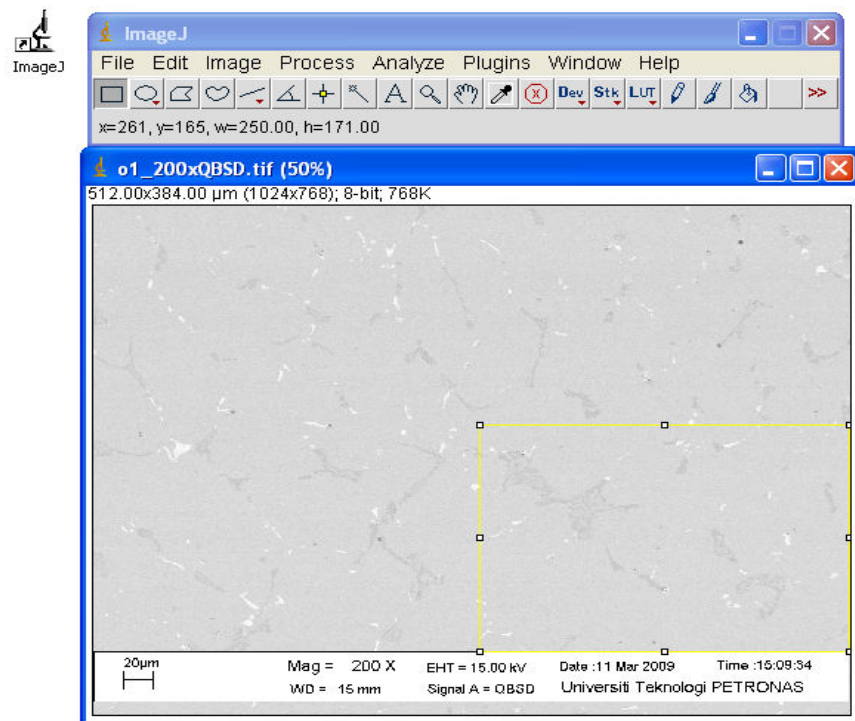 ImageJ
ImageJ
File Edit Image Process Analyze Plugins Window Help
A Dev Stk LUT >>
x=261, y=165, w=250.00, h=171.00
o1_200xQBSD.tif (50%)
512.00x384.00 µm (1024x768); 8-bit; 768K
20µm Mag = 200 X EHT = 15.00 kV Date :11 Mar 2009 Time :15:09:34
WD = 15 mm Signal A = QBSD Universiti Teknologi PETRONAS